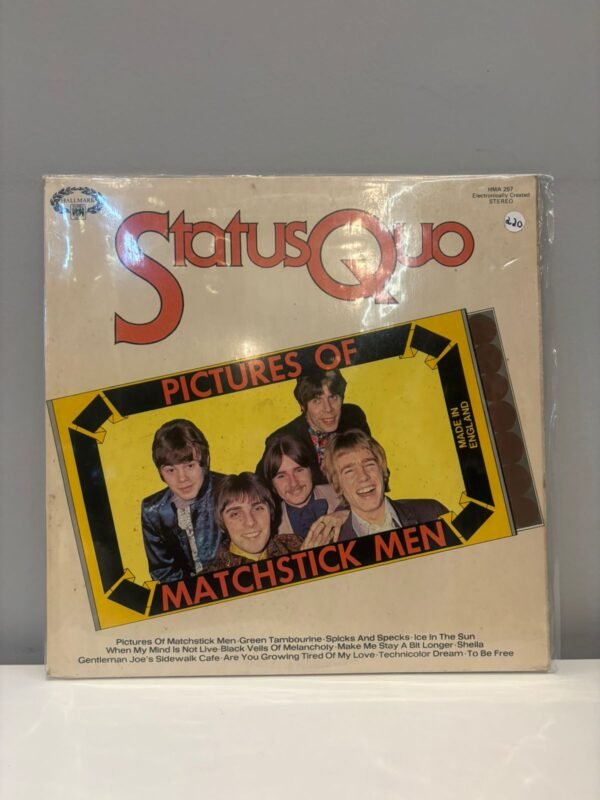 HALLMARK
HMA 257
Electronically Created
STEREO
£20
Status Quo
PICTURES OF
MADE IN
ENGLAND
MATCHSTICK MEN
Pictures Of Matchstick Men·Green Tambourine·Spicks And Specks·Ice In The Sun
When My Mind Is Not Live·Black Veils Of Melancholy·Make Me Stay A Bit Longer·Sheila
Gentleman Joe's Sidewalk Cafe·Are You Growing Tired Of My Love·Technicolor Dream·To Be Free